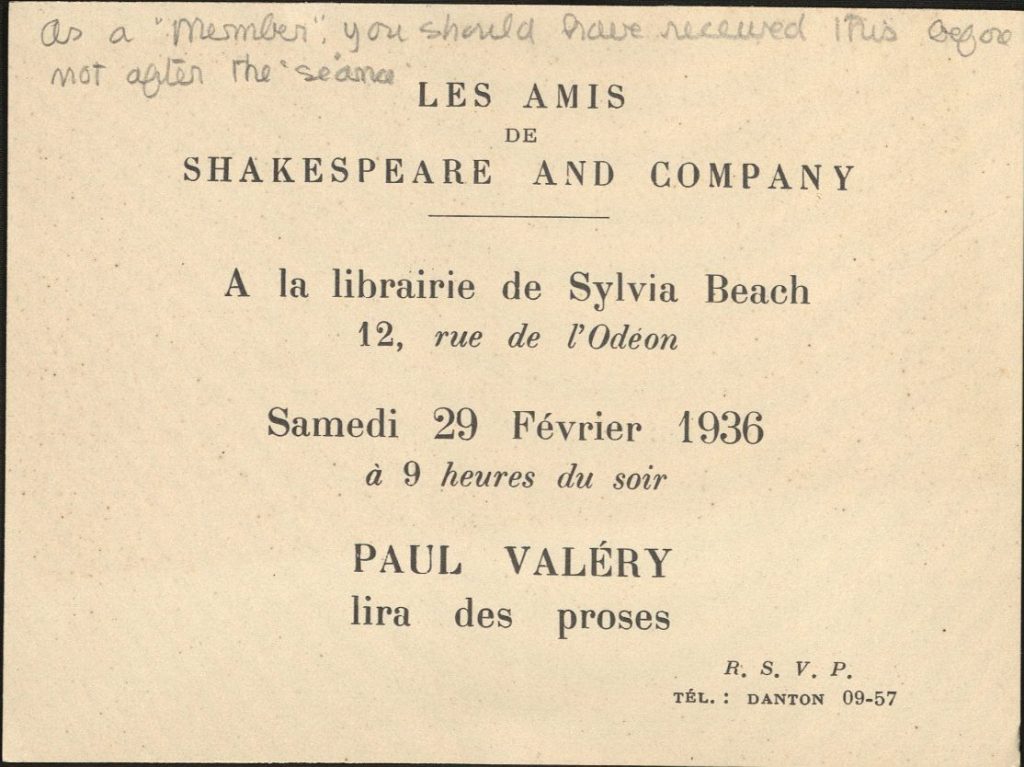 As a "Member", you should have received this before
not after the "séance"
LES AMIS
DE
SHAKESPEARE AND COMPANY
A la librairie de Sylvia Beach
12, rue de l'Odéon
Samedi 29 Février 1936
à 9 heures du soir
PAUL VALÉRY
lira des proses
R. S. V. P.
TÉL. : DANTON 09-57